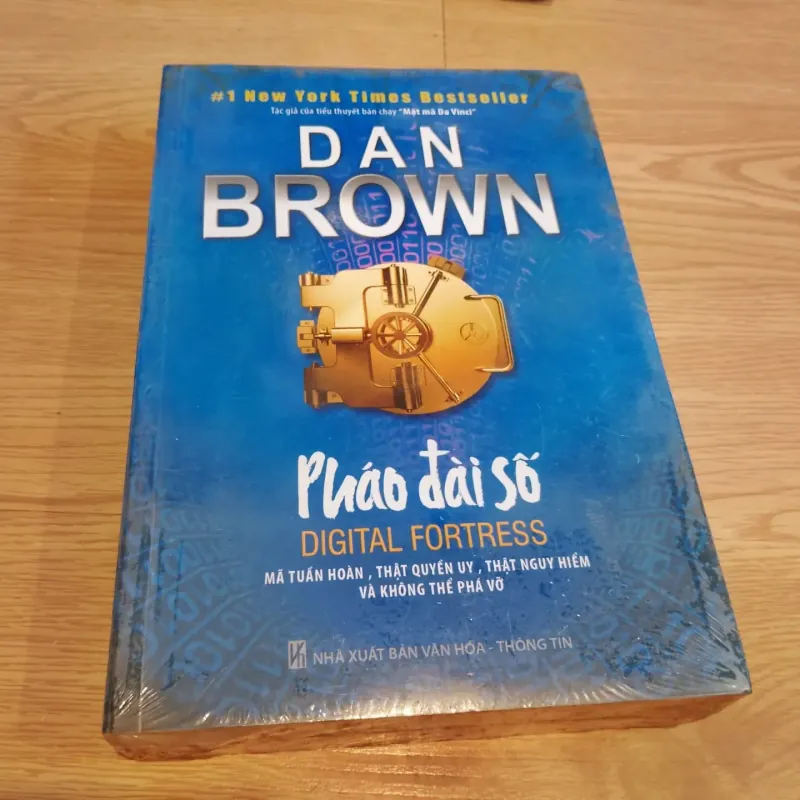 #1 New York Times Bestseller
Tác giả của tiểu thuyết bán chạy "Mật mã Da Vinci"
DAN
BROWN
Pháo đài số
DIGITAL FORTRESS
MÃ TUẦN HOÀN , THẬT QUYỀN UY , THẬT NGUY HIỂM
VÀ KHÔNG THỂ PHÁ VỠ
NHÀ XUẤT BẢN VĂN HÓA - THÔNG TIN